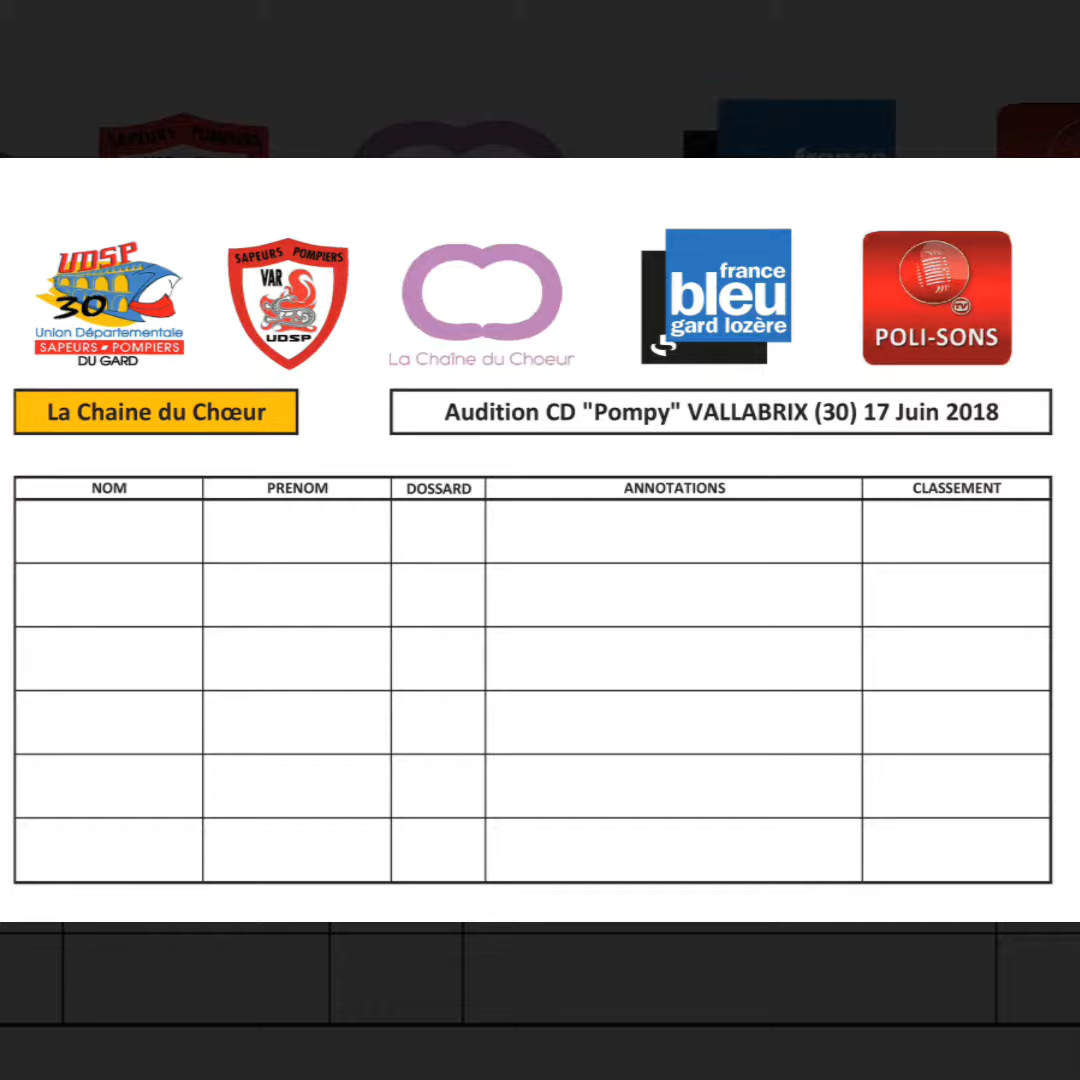 UDSP
30
Union Départementale
SAPEURS - POMPIERS
DU GARD
SAPEURS POMPIERS
VAR
UDSP
La Chaîne du Choeur
france
bleu
gard lozère
TV
POLI-SONS
La Chaine du Chœur
Audition CD "Pompy" VALLABRIX (30) 17 Juin 2018
NOM PRENOM DOSSARD ANNOTATIONS CLASSEMENT